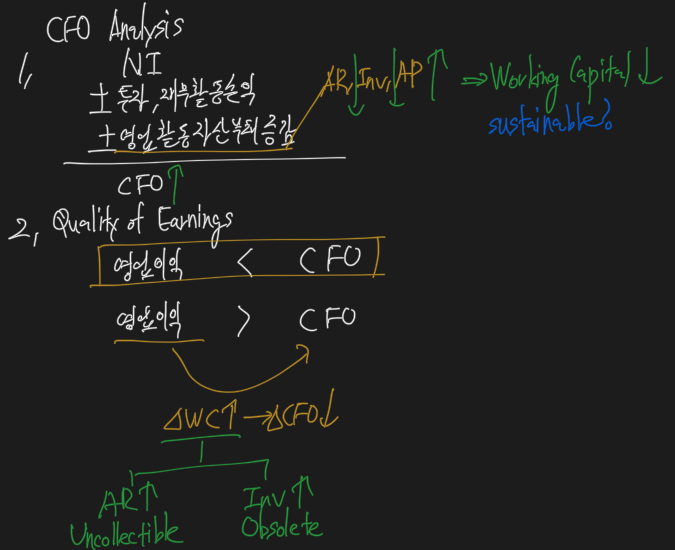 CFO Analysis
1,
NI
± 투자, 재무활동손익
± 영업활동자산부채증감
CFO↑
AR↓, Inv↓, AP↑ ⇒ Working Capital↓
sustainable?
2, Quality of Earnings
영업이익 < CFO
영업이익 > CFO
△WC↑ → △CFO↓
AR↑ Inv↑
Uncollectible Obsolete